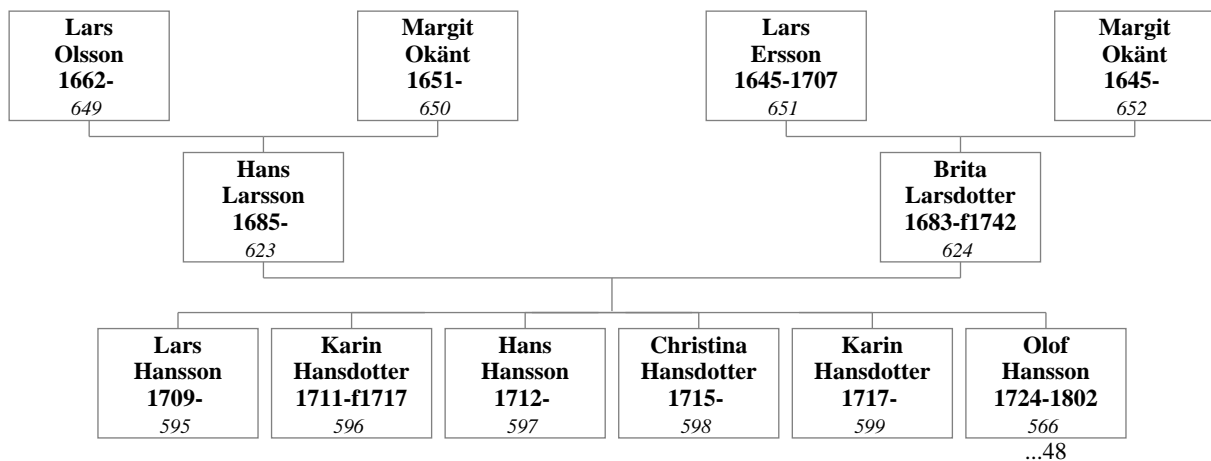 Lars
Olsson
1662-
649
Margit
Okänt
1651-
650
Lars
Ersson
1645-1707
651
Margit
Okänt
1645-
652
Hans
Larsson
1685-
623
Brita
Larsdotter
1683-f1742
624
Lars
Hansson
1709-
595
Karin
Hansdotter
1711-f1717
596
Hans
Hansson
1712-
597
Christina
Hansdotter
1715-
598
Karin
Hansdotter
1717-
599
Olof
Hansson
1724-1802
566
...48